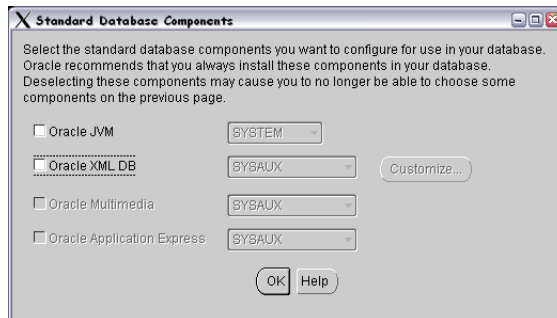 Standard Database Components
Select the standard database components you want to configure for use in your database.
Oracle recommends that you always install these components in your database.
Deselecting these components may cause you to no longer be able to choose some
components on the previous page.
Oracle JVM SYSTEM
Oracle XML DB SYSAUX Customize...
Oracle Multimedia SYSAUX
Oracle Application Express SYSAUX
OK Help